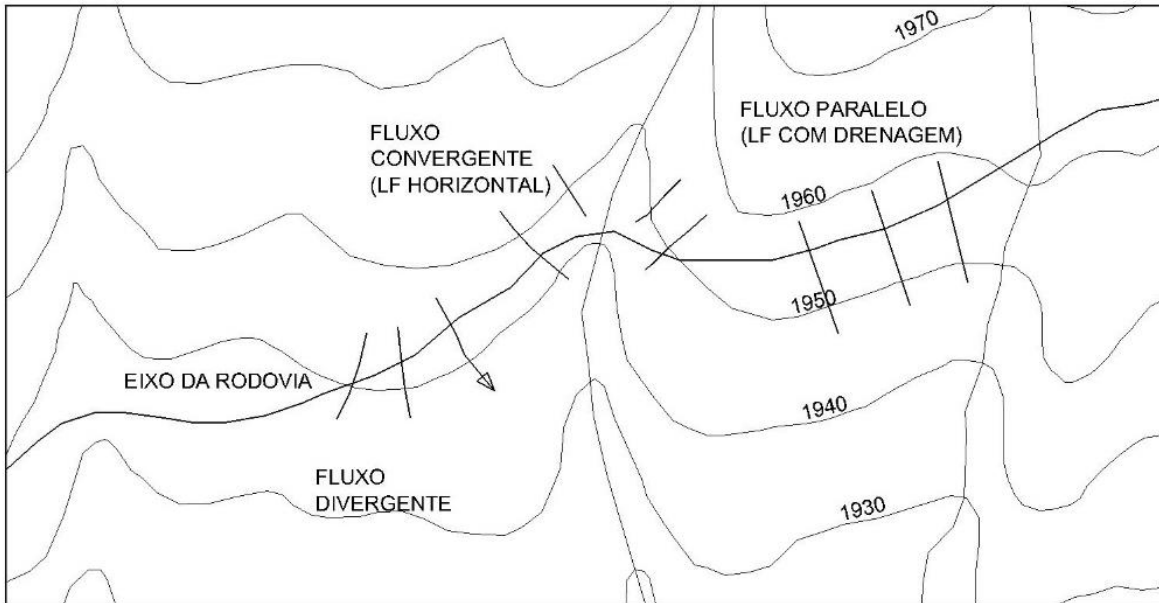 1970
FLUXO PARALELO
(LF COM DRENAGEM)
FLUXO
CONVERGENTE
(LF HORIZONTAL)
1960
1950
EIXO DA RODOVIA
1940
FLUXO
DIVERGENTE
1930